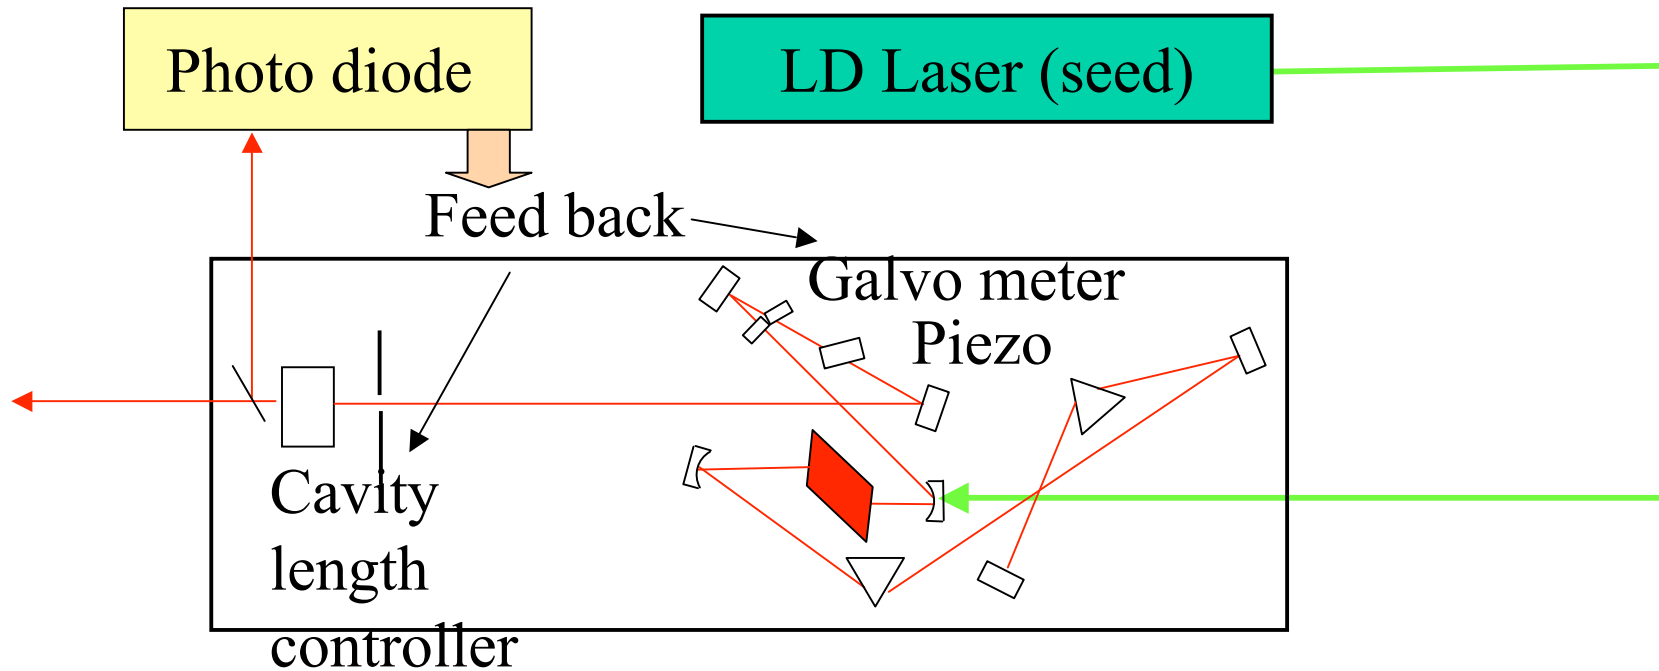 Photo diode
LD Laser (seed)
Feed back
Galvo meter
Piezo
Cavity
length
controller